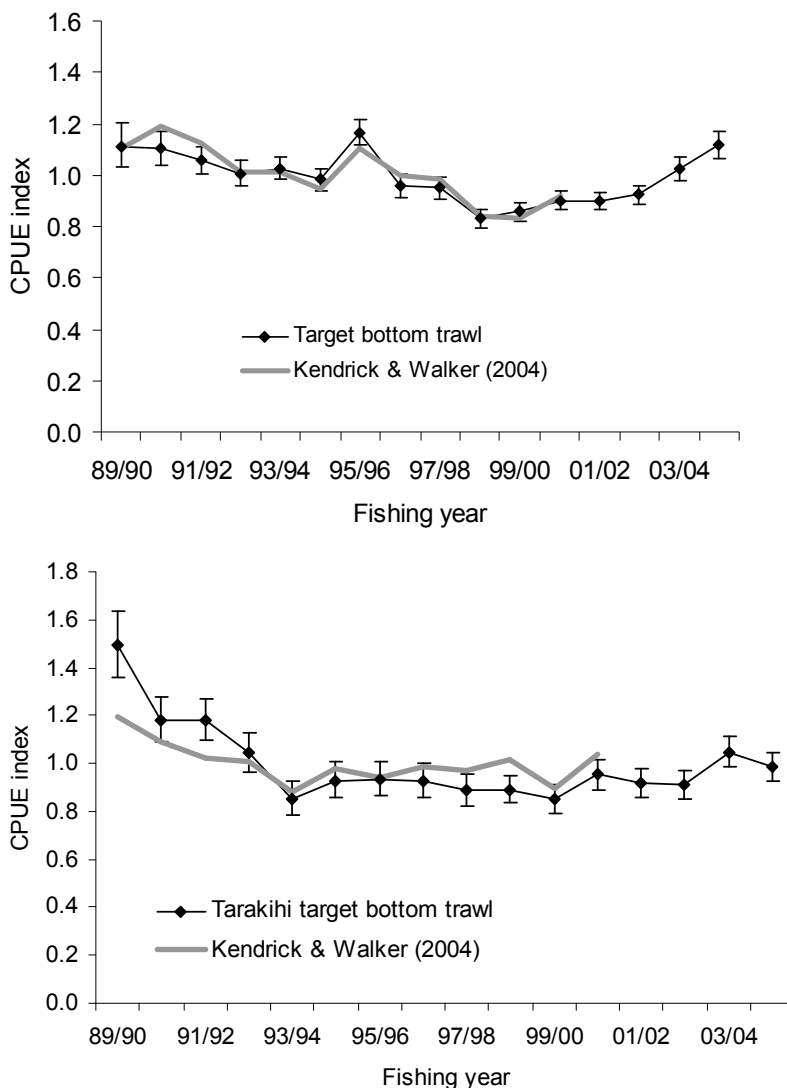 1.6
1.4
1.2
1.0
0.8
0.6
0.4
0.2
0.0
CPUE index
Target bottom trawl
Kendrick & Walker (2004)
89/90 91/92 93/94 95/96 97/98 99/00 01/02 03/04
Fishing year
1.8
1.6
1.4
1.2
1.0
0.8
0.6
0.4
0.2
0.0
CPUE index
Tarakihi target bottom trawl
Kendrick & Walker (2004)
89/90 91/92 93/94 95/96 97/98 99/00 01/02 03/04
Fishing year